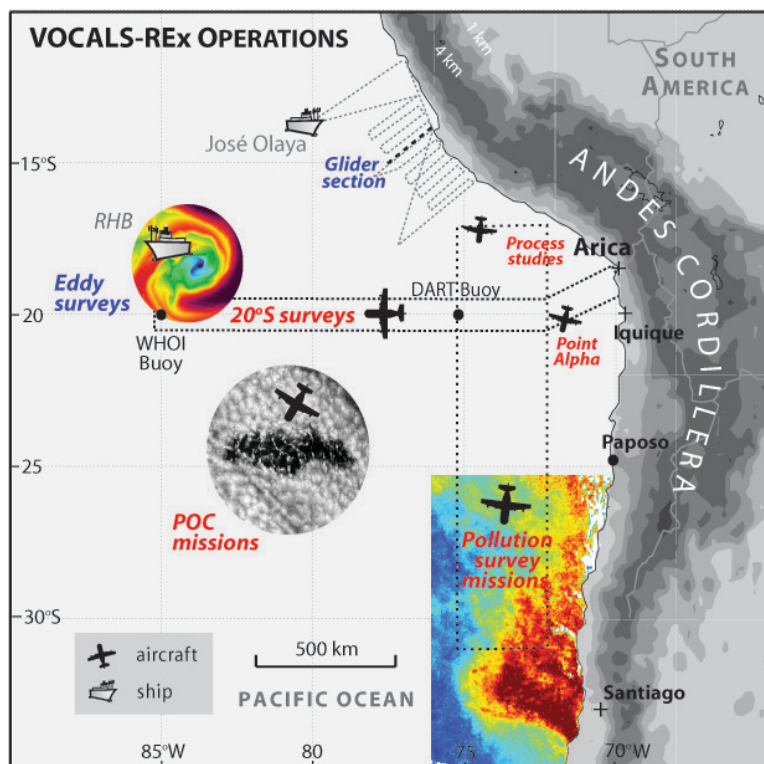 VOCALS-REx OPERATIONS
1 km
4 km
SOUTH
AMERICA
José Olaya
15°S
Glider
section
ANDES CORDILLERA
RHB
Process
studies
Arica
Eddy
surveys
DART Buoy
20°S surveys
20
WHOI
Buoy
Point
Alpha
Iquique
Paposo
25
POC
missions
Pollution
survey
missions
30°S
aircraft
ship
500 km
PACIFIC OCEAN
Santiago
85°W
80
75
70°W